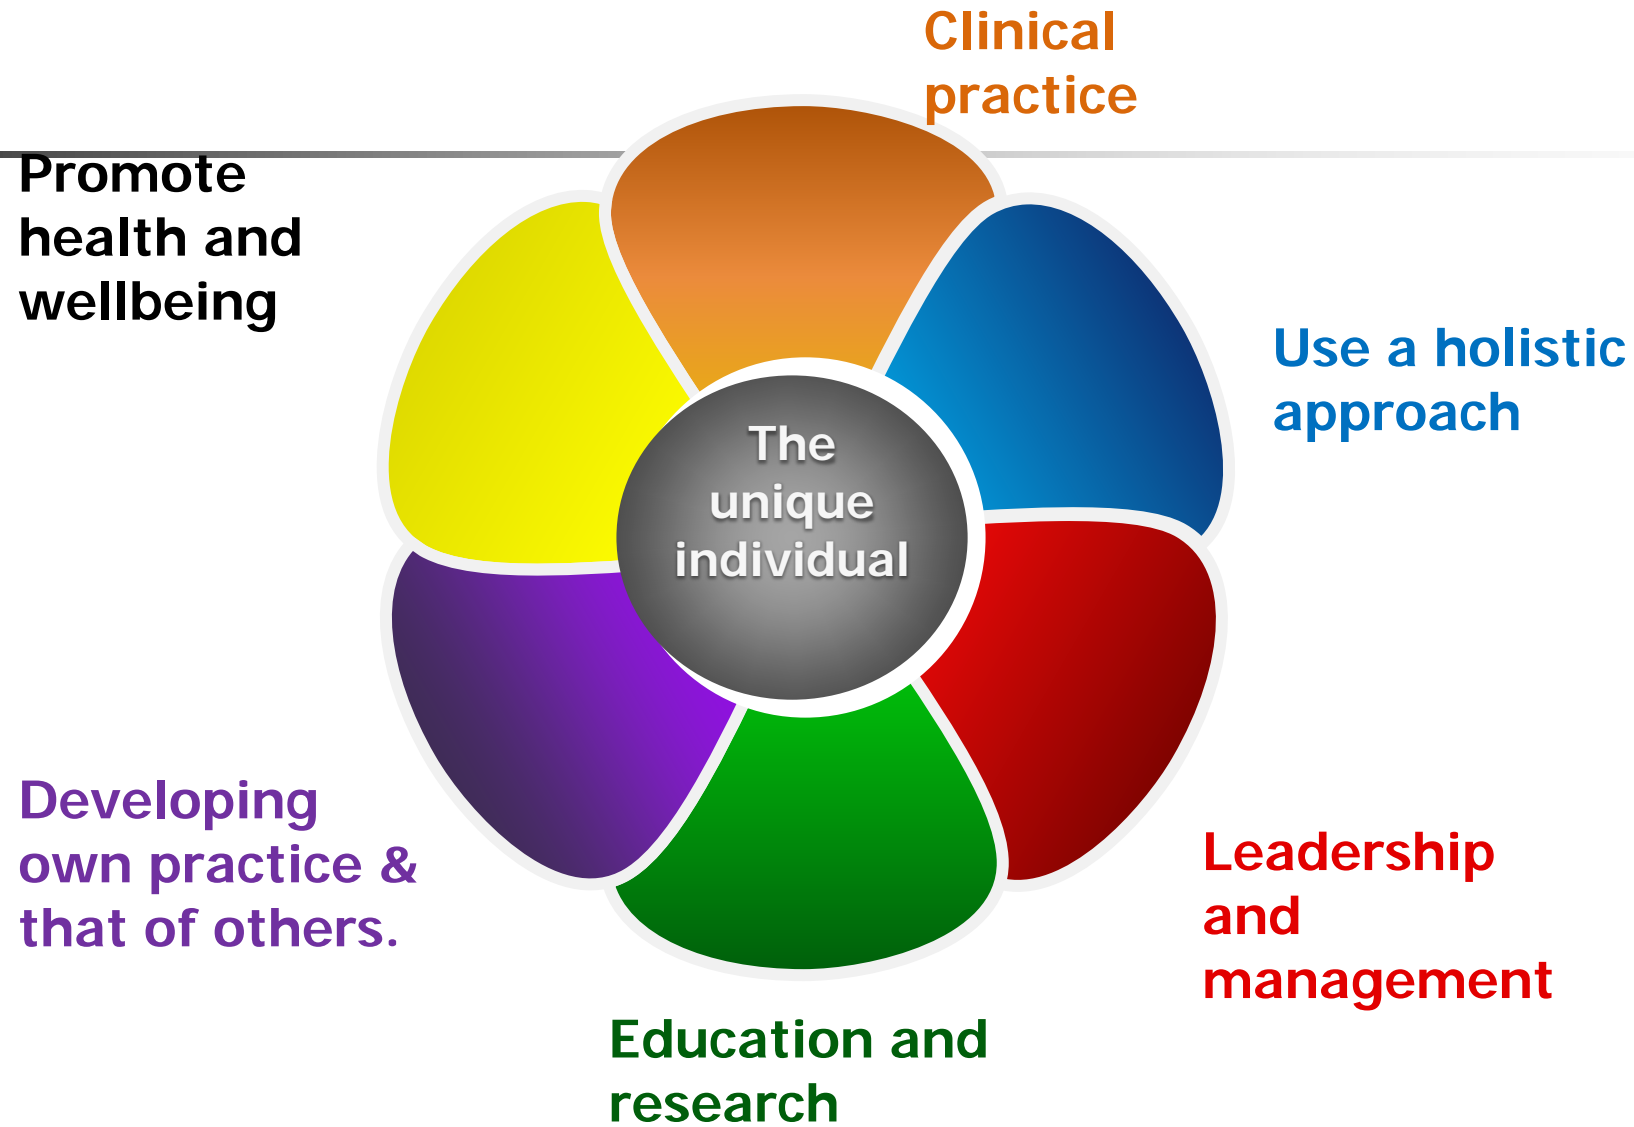 Clinical
practice
Promote
health and
wellbeing
Use a holistic
approach
The
unique
individual
Developing
own practice &
that of others.
Leadership
and
management
Education and
research